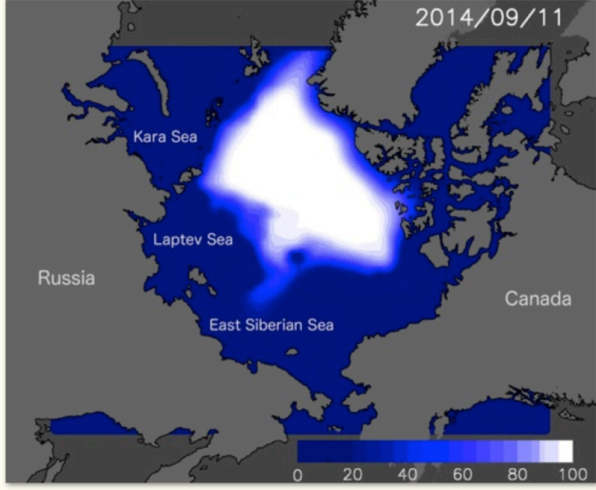 2014/09/11
Kara Sea
Laptev Sea
Russia
Canada
East Siberian Sea
0 20 40 60 80 100